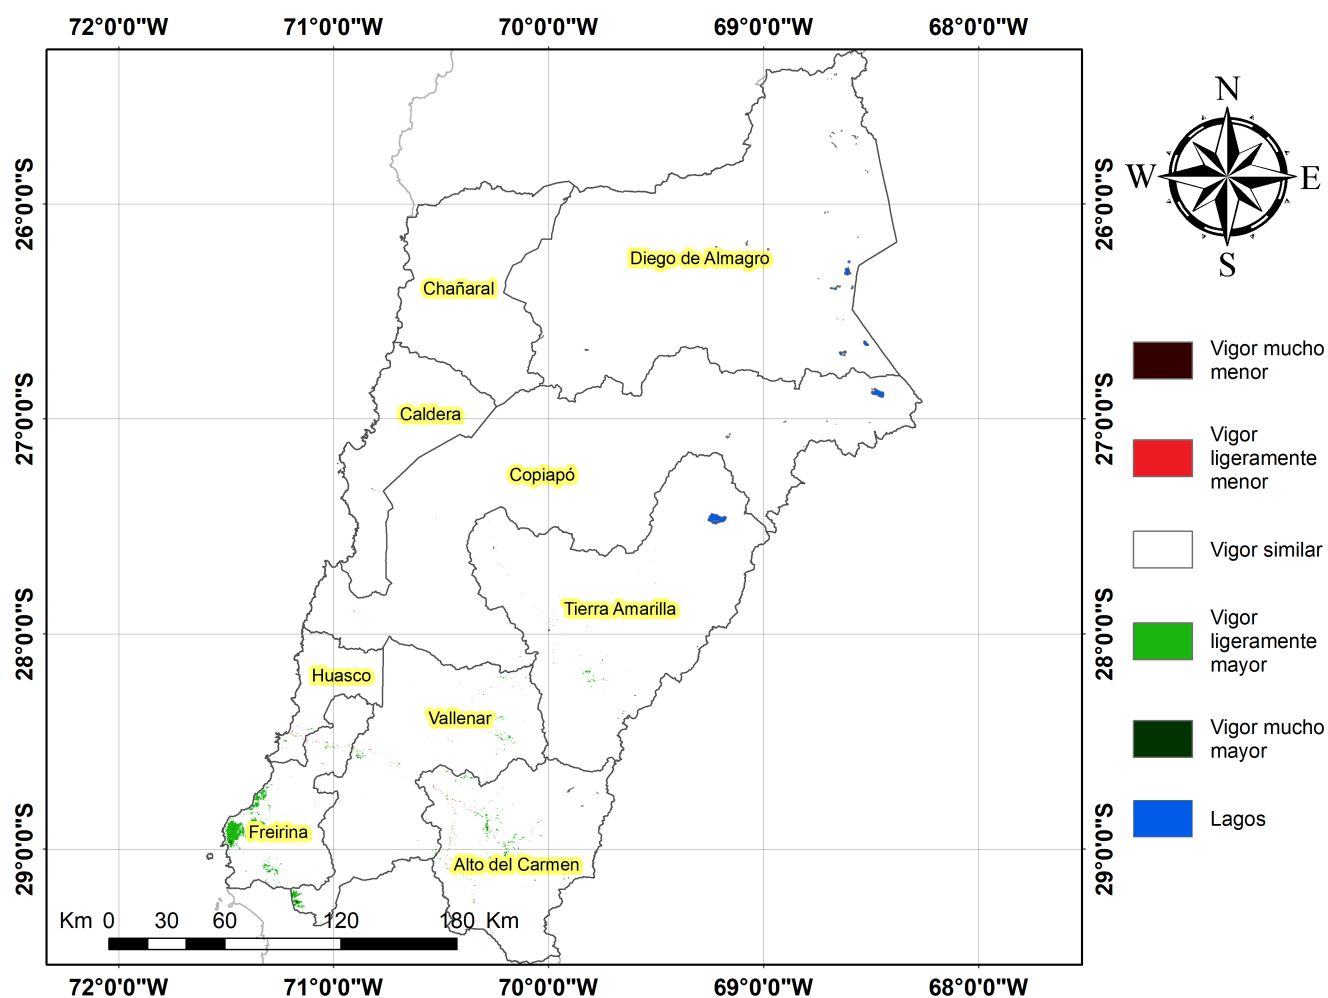 72°0'0"W 71°0'0"W 70°0'0"W 69°0'0"W 68°0'0"W
N
W E
S
26°0'0"S 26°0'0"S
Diego de Almagro
Chañaral
Vigor mucho
menor
27°0'0"S 27°0'0"S
Caldera
Vigor
ligeramente
menor
Copiapó
Vigor similar
28°0'0"S 28°0'0"S
Tierra Amarilla
Vigor
ligeramente
mayor
Huasco
Vallenar
Vigor mucho
mayor
29°0'0"S 29°0'0"S
Freirina
Lagos
Alto del Carmen
Km 0 30 60 120 180 Km
72°0'0"W 71°0'0"W 70°0'0"W 69°0'0"W 68°0'0"W